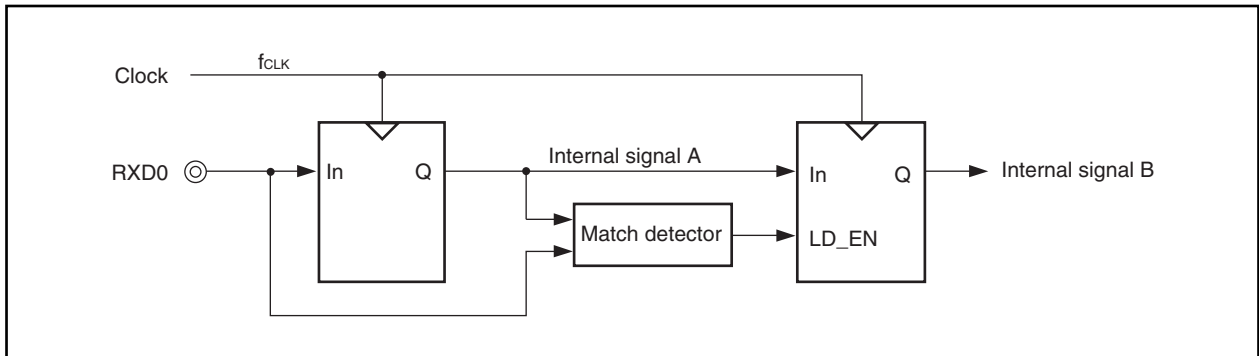 Clock
fCLK
RXD0
In
Q
Internal signal A
In
Q
Internal signal B
Match detector
LD_EN